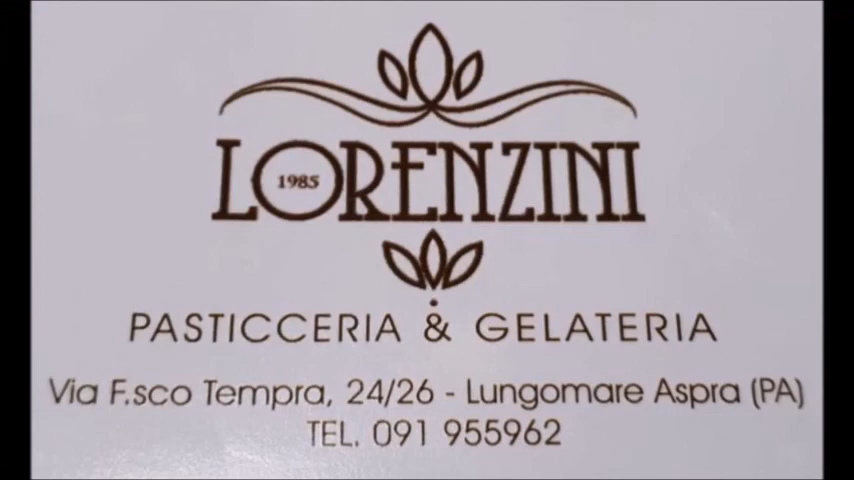 LORENZINI
1985
PASTICCERIA & GELATERIA
Via F.sco Tempra, 24/26 - Lungomare Aspra (PA)
TEL. 091 955962